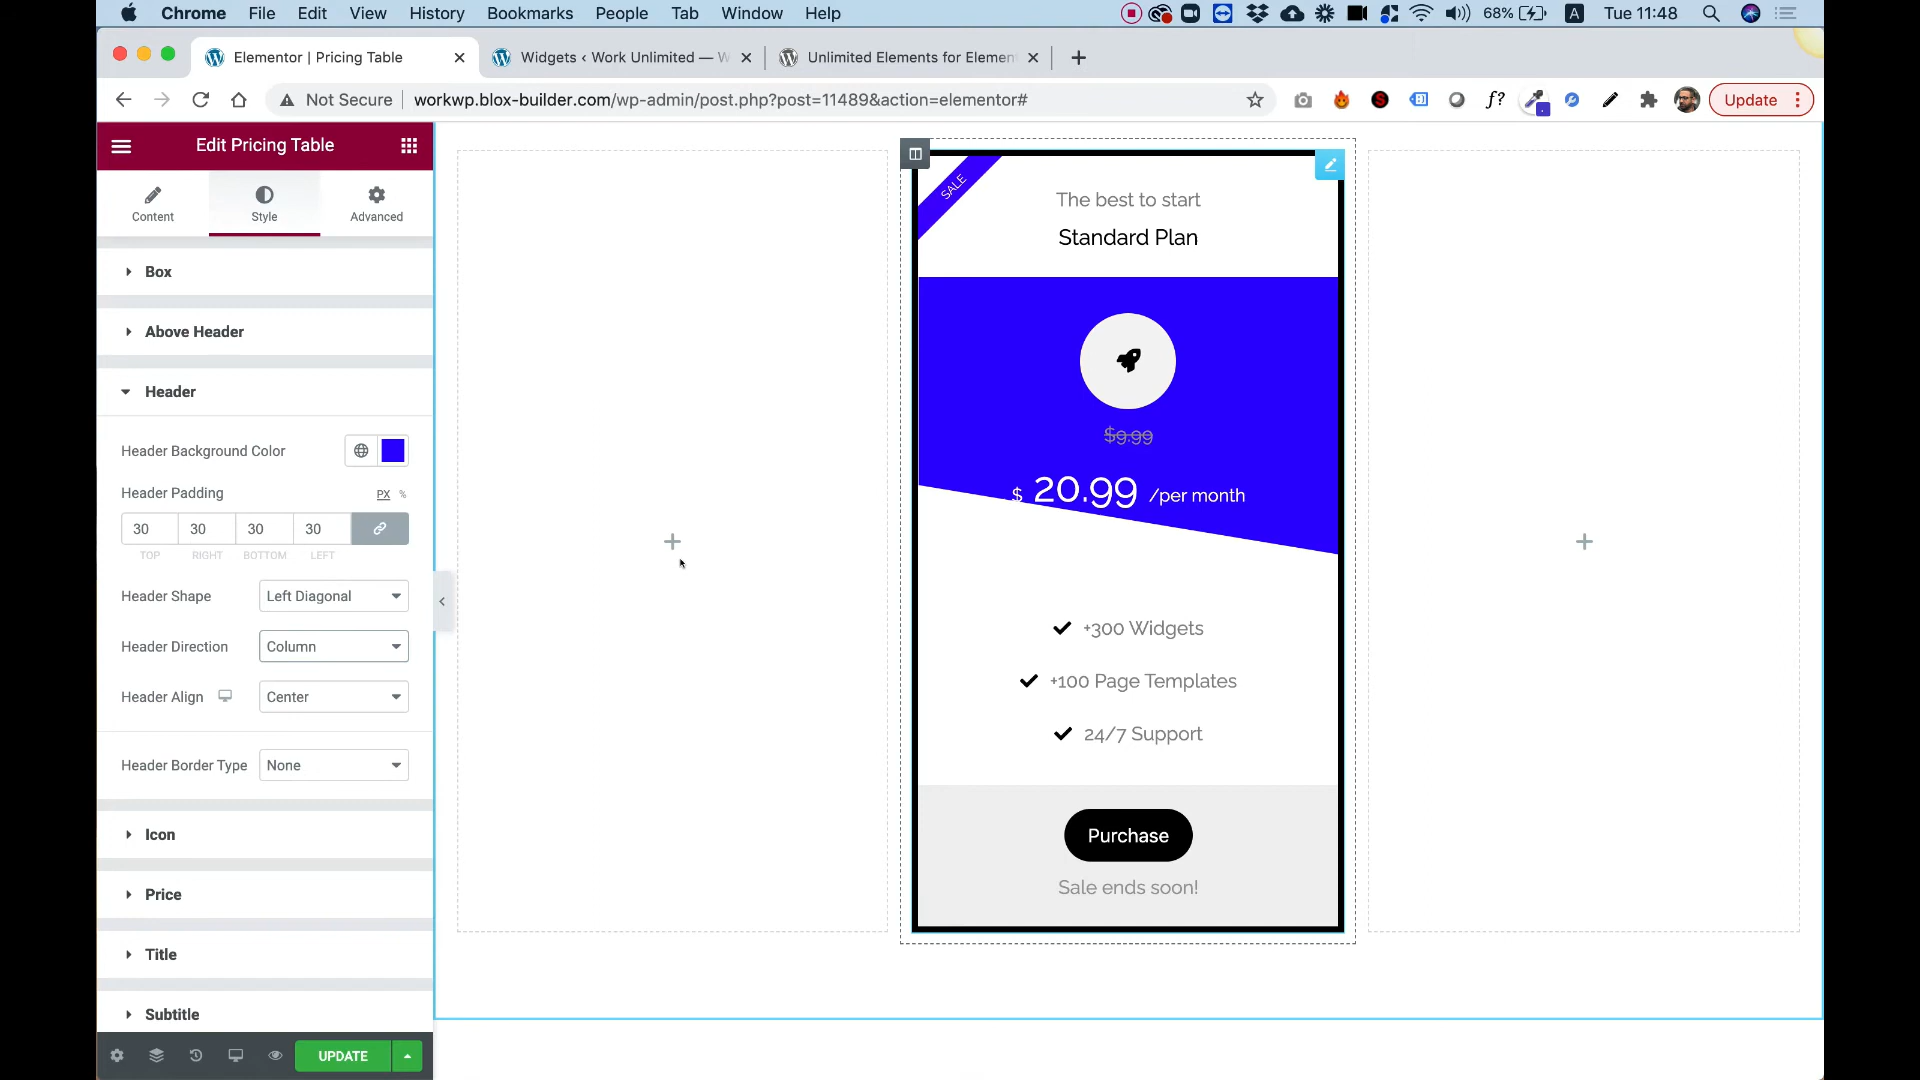 Chrome File Edit View History Bookmarks People Tab Window Help 68% A Tue 11:48
Elementor | Pricing Table Widgets ‹ Work Unlimited — W Unlimited Elements for Elemen
Not Secure workwp.blox-builder.com/wp-admin/post.php?post=11489&action=elementor# S f? Update
Edit Pricing Table
Content Style Advanced
Box
Above Header
Header
Header Background Color
Header Padding PX %
30 30 30 30
TOP RIGHT BOTTOM LEFT
Header Shape Left Diagonal
Header Direction Column
Header Align Center
Header Border Type None
Icon
Price
Title
Subtitle
UPDATE
SALE
The best to start
Standard Plan
$9.99
$ 20.99 /per month
+300 Widgets
+100 Page Templates
24/7 Support
Purchase
Sale ends soon!